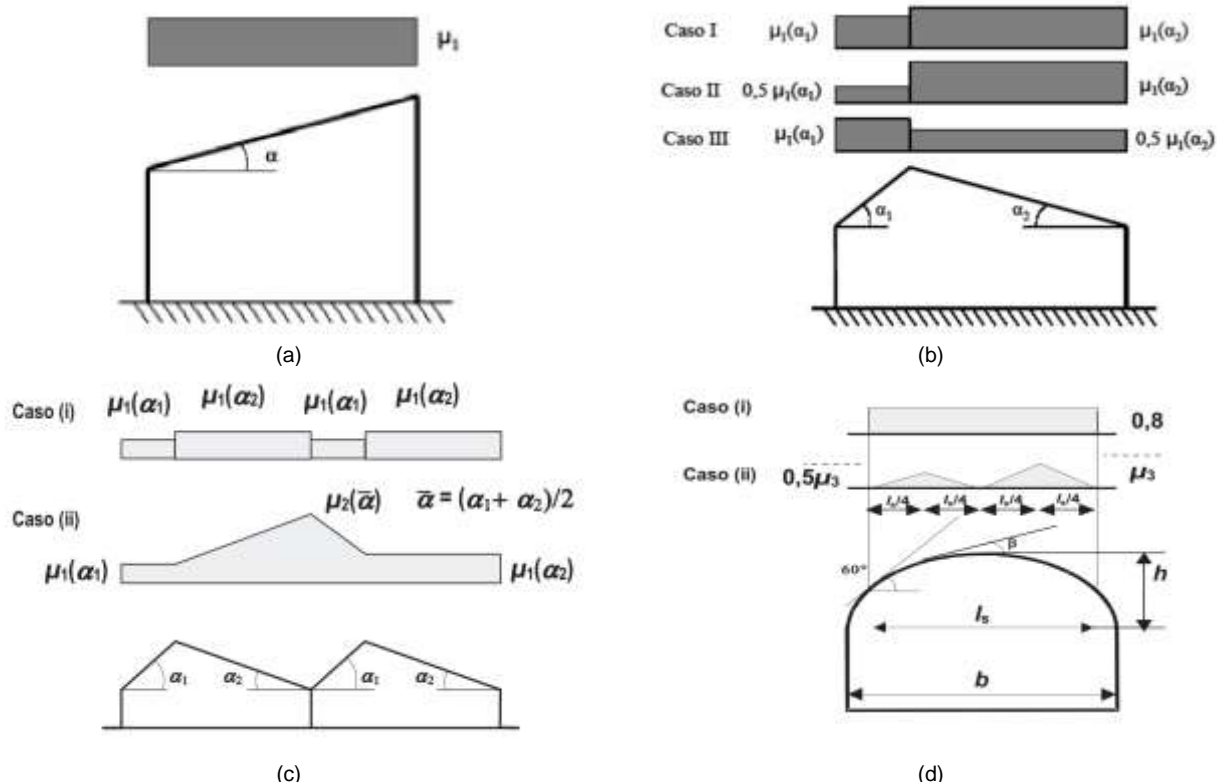 μ₁
α
(a)
Caso I μ₁(α₁) μ₁(α₂)
Caso II 0,5 μ₁(α₁) μ₁(α₂)
Caso III μ₁(α₁) 0,5 μ₁(α₂)
α₁ α₂
(b)
Caso (i) μ₁(α₁) μ₁(α₂) μ₁(α₁) μ₁(α₂)
Caso (ii) μ₂(ᾱ) ᾱ = (α₁+ α₂)/2
μ₁(α₁) μ₁(α₂)
α₁ α₂ α₁ α₂
(c)
Caso (i) 0,8
Caso (ii) 0,5μ₃ μ₃
lₛ/4 lₛ/4 lₛ/4 lₛ/4
β
60°
h
lₛ
b
(d)